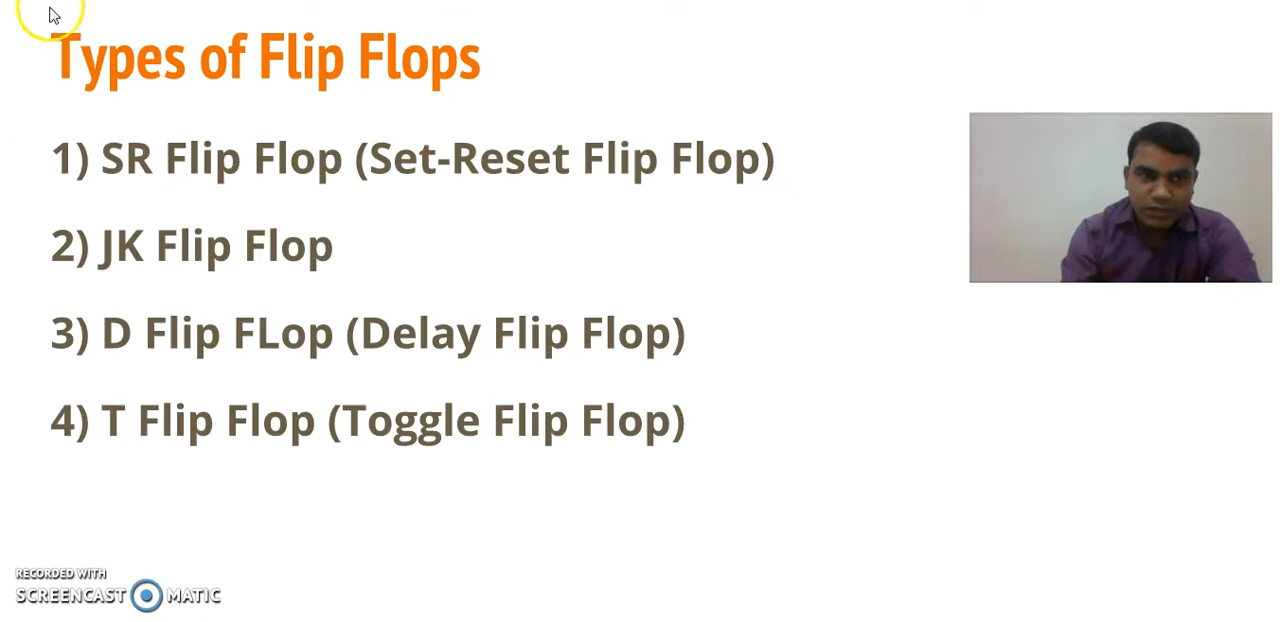 Types of Flip Flops
1) SR Flip Flop (Set-Reset Flip Flop)
2) JK Flip Flop
3) D Flip FLop (Delay Flip Flop)
4) T Flip Flop (Toggle Flip Flop)
RECORDED WITH
SCREENCAST MATIC